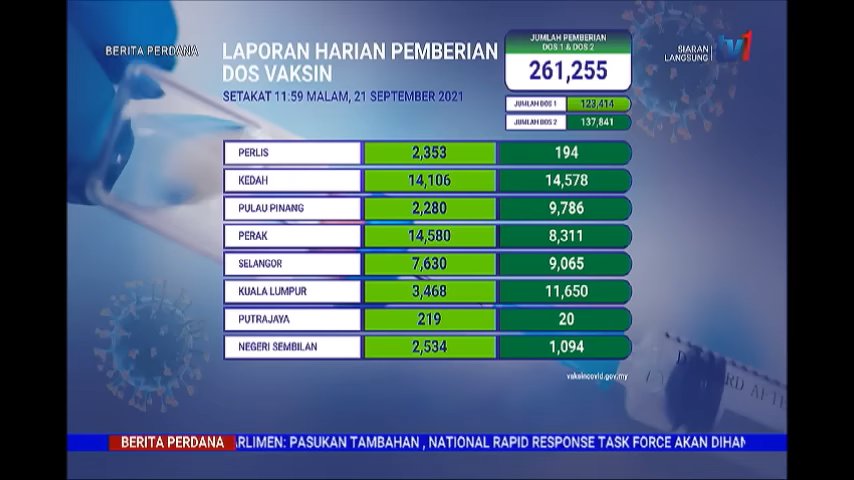 BERITA PERDANA
LAPORAN HARIAN PEMBERIAN
DOS VAKSIN
SETAKAT 11:59 MALAM, 21 SEPTEMBER 2021
JUMLAH PEMBERIAN
DOS 1 & DOS 2
261,255
JUMLAH DOS 1 123,414
JUMLAH DOS 2 137,841
SIARAN
LANGSUNG
tv1
PERLIS 2,353 194
KEDAH 14,106 14,578
PULAU PINANG 2,280 9,786
PERAK 14,580 8,311
SELANGOR 7,630 9,065
KUALA LUMPUR 3,468 11,650
PUTRAJAYA 219 20
NEGERI SEMBILAN 2,534 1,094
vaksincovid.gov.my
BERITA PERDANA ARLIMEN: PASUKAN TAMBAHAN , NATIONAL RAPID RESPONSE TASK FORCE AKAN DIHAN